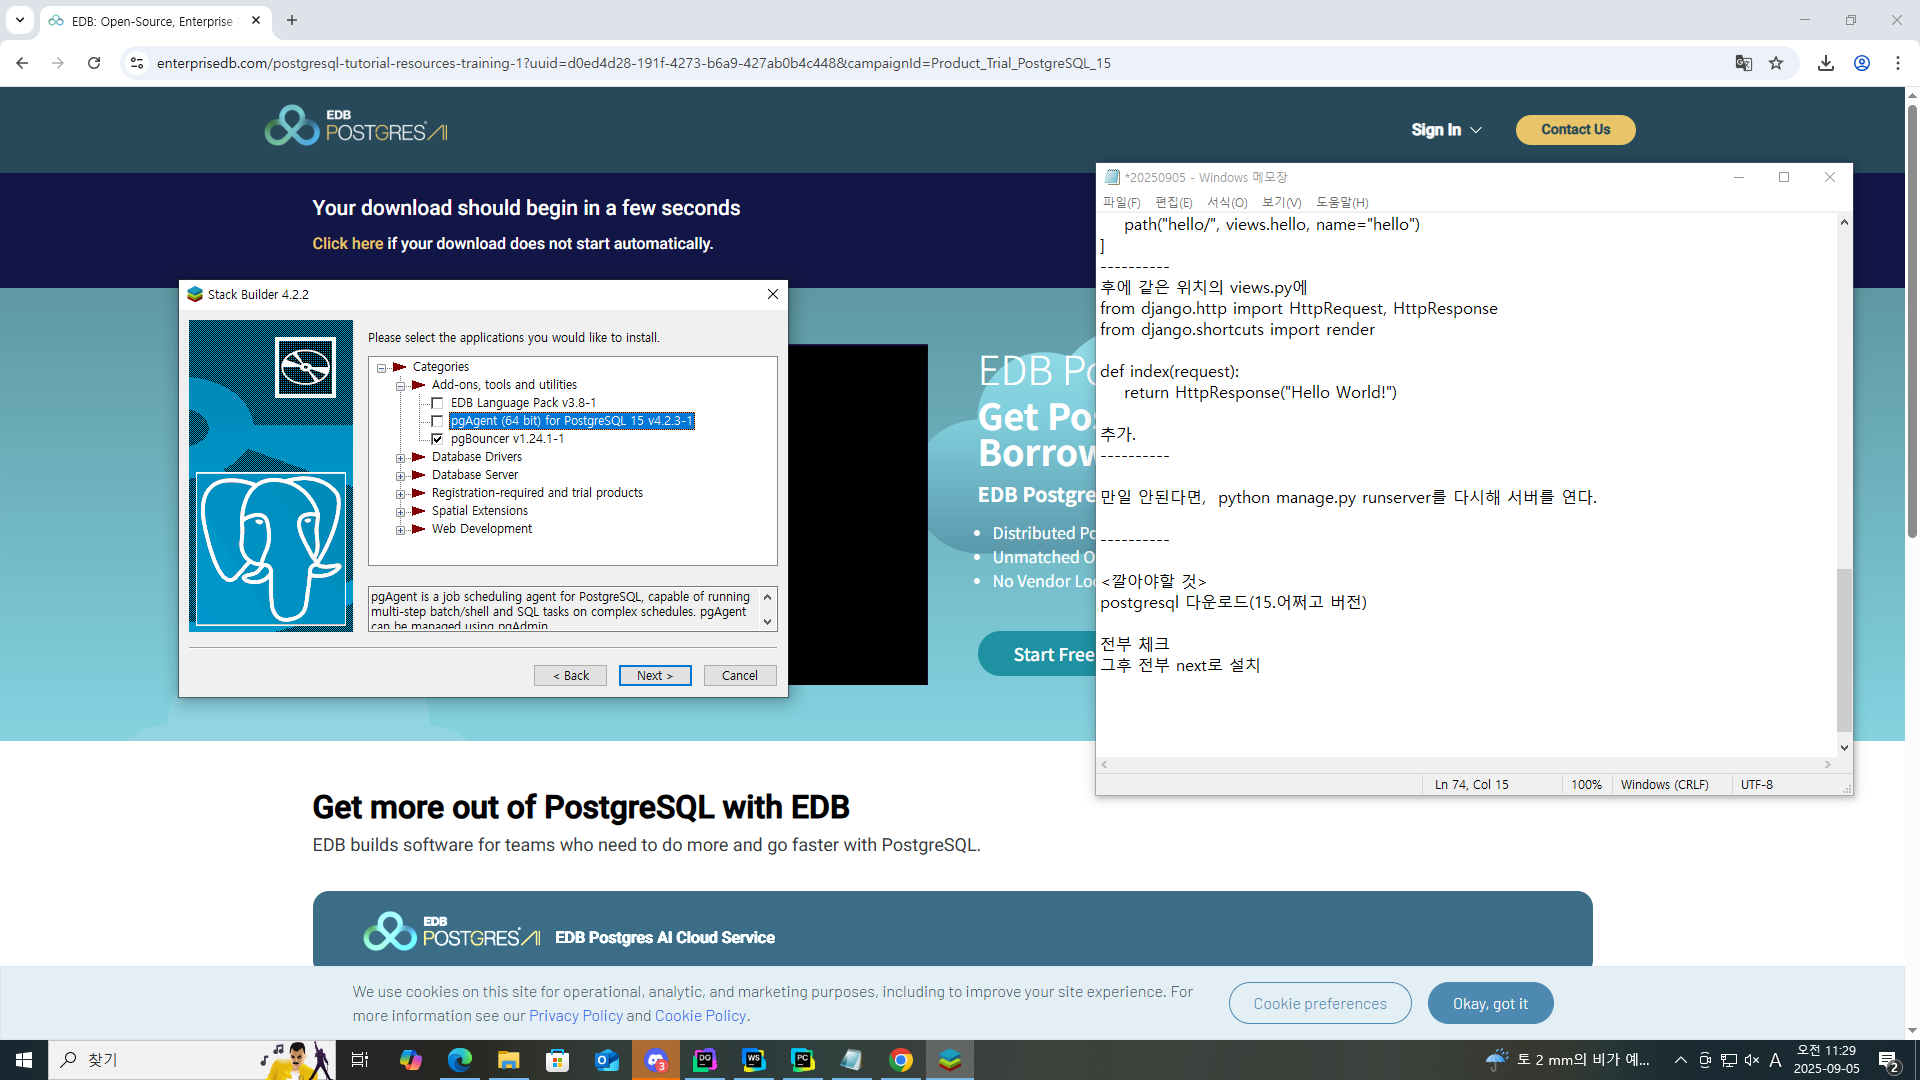 EDB: Open-Source, Enterprise
enterprisedb.com/postgresql-tutorial-resources-training-1?uuid=d0ed4d28-191f-4273-b6a9-427ab0b4c448&campaignId=Product_Trial_PostgreSQL_15
EDB
POSTGRES AI
Sign In
Contact Us
Your download should begin in a few seconds
Click here if your download does not start automatically.
Stack Builder 4.2.2
Please select the applications you would like to install.
Categories
Add-ons, tools and utilities
EDB Language Pack v3.8-1
pgAgent (64 bit) for PostgreSQL 15 v4.2.3-1
pgBouncer v1.24.1-1
Database Drivers
Database Server
Registration-required and trial products
Spatial Extensions
Web Development
pgAgent is a job scheduling agent for PostgreSQL, capable of running
multi-step batch/shell and SQL tasks on complex schedules. pgAgent
can be managed using pgAdmin
< Back
Next >
Cancel
EDB Po
Get Pos
Borrow
EDB Postgre
Distributed Po
Unmatched O
No Vendor Loc
Start Free
*20250905 - Windows 메모장
파일(F) 편집(E) 서식(O) 보기(V) 도움말(H)
path("hello/", views.hello, name="hello")
]
----------
후에 같은 위치의 views.py에
from django.http import HttpRequest, HttpResponse
from django.shortcuts import render
def index(request):
return HttpResponse("Hello World!")
추가.
----------
만일 안된다면, python manage.py runserver를 다시해 서버를 연다.
----------
<깔아야할 것>
postgresql 다운로드(15.어쩌고 버전)
전부 체크
그후 전부 next로 설치
Ln 74, Col 15
100%
Windows (CRLF)
UTF-8
Get more out of PostgreSQL with EDB
EDB builds software for teams who need to do more and go faster with PostgreSQL.
EDB
POSTGRES AI
EDB Postgres AI Cloud Service
We use cookies on this site for operational, analytic, and marketing purposes, including to improve your site experience. For
more information see our Privacy Policy and Cookie Policy.
Cookie preferences
Okay, got it
찾기
3
DG
WS
PC
토 2 mm의 비가 예...
A
오전 11:29
2025-09-05
2